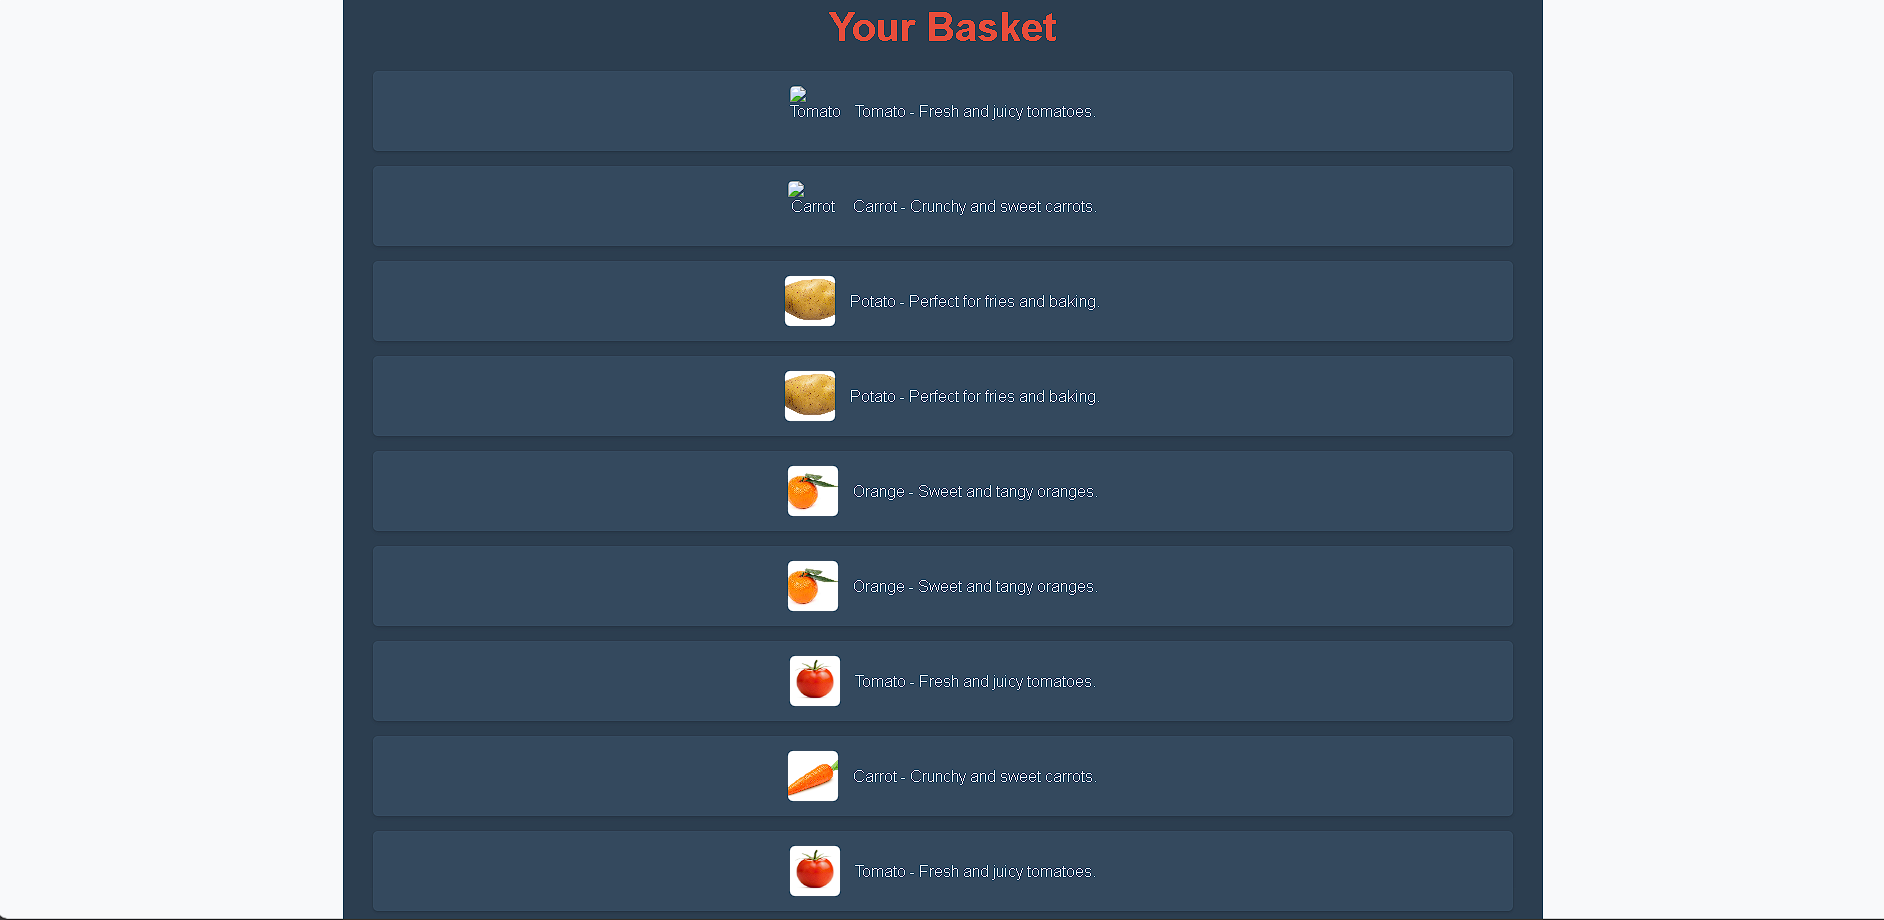 Your Basket
Tomato Tomato - Fresh and juicy tomatoes.
Carrot Carrot - Crunchy and sweet carrots.
Potato - Perfect for fries and baking.
Potato - Perfect for fries and baking.
Orange - Sweet and tangy oranges.
Orange - Sweet and tangy oranges.
Tomato - Fresh and juicy tomatoes.
Carrot - Crunchy and sweet carrots.
Tomato - Fresh and juicy tomatoes.